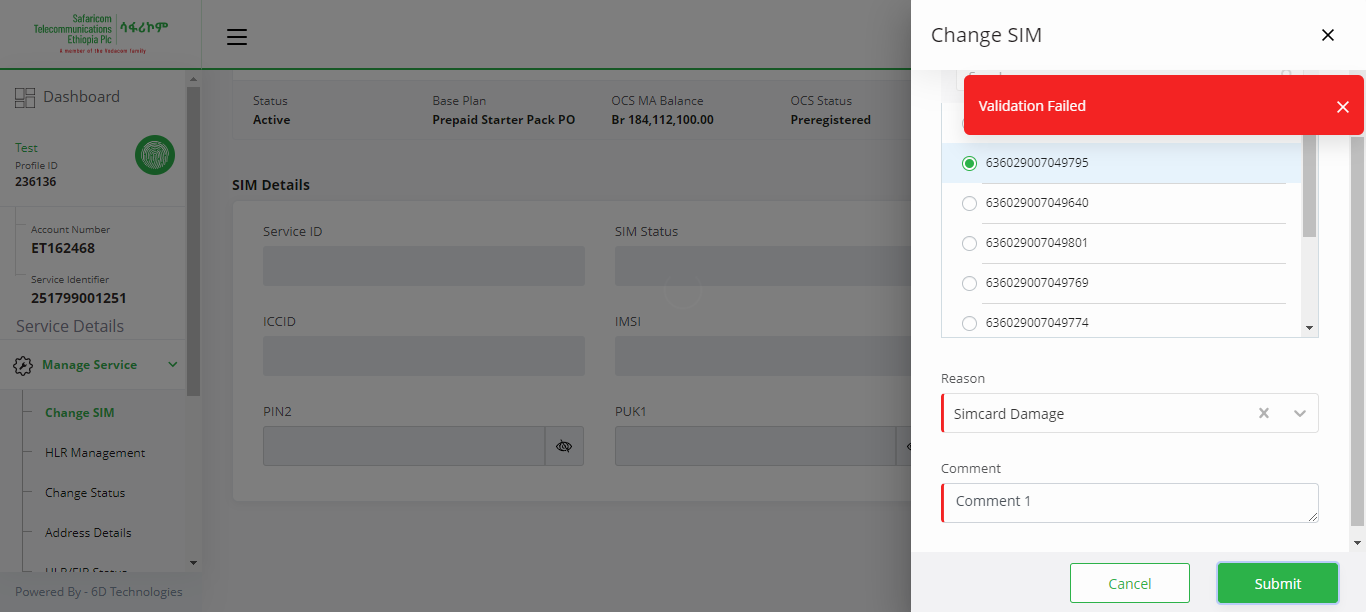 Safaricom
Telecommunications
Ethiopia Plc
ሳፋሪኮም
A member of the Vodacom family
Change SIM
Dashboard
Validation Failed
Status
Base Plan
OCS MA Balance
OCS Status
Active
Prepaid Starter Pack PO
Br 184,112,100.00
Preregistered
Test
Profile ID
236136
SIM Details
636029007049795
636029007049640
636029007049801
636029007049769
636029007049774
Account Number
ET162468
Service Identifier
251799001251
Service Details
Service ID
SIM Status
ICCID
IMSI
Manage Service
Reason
Simcard Damage
Change SIM
PIN2
PUK1
HLR Management
Comment
Comment 1
Change Status
Address Details
HLR/EIR Status
Powered By - 6D Technologies
Cancel
Submit